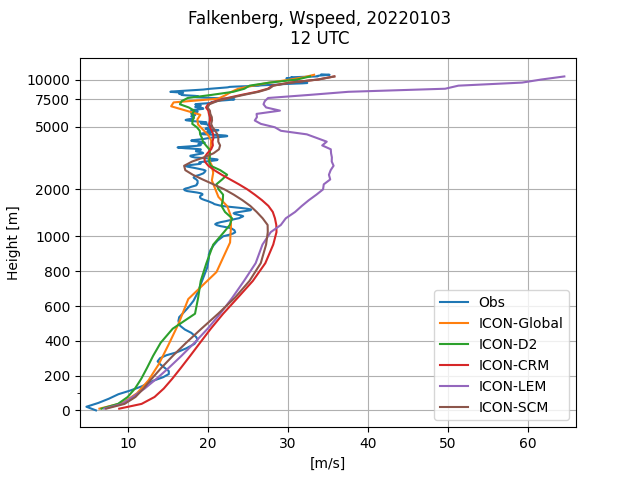 Falkenberg, Wspeed, 20220103
12 UTC
Height [m]
10000
7500
5000
2000
1000
800
600
400
200
0
10
20
30
40
50
60
[m/s]
Obs
ICON-Global
ICON-D2
ICON-CRM
ICON-LEM
ICON-SCM